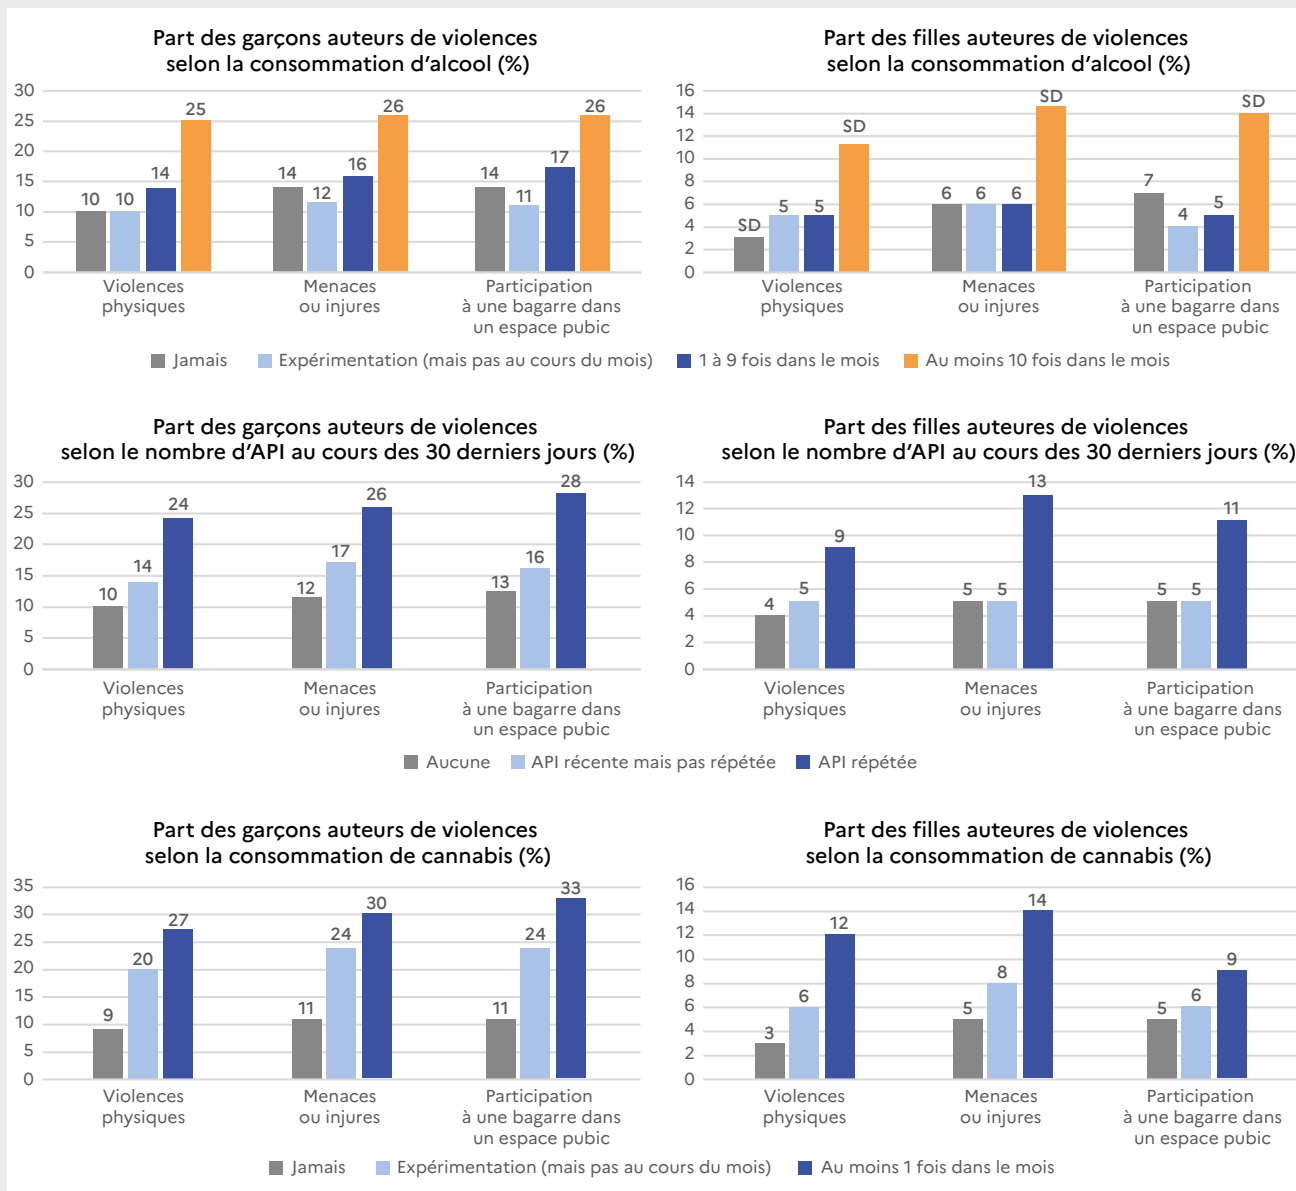 Part des garçons auteurs de violences
selon la consommation d'alcool (%)
30
25
20
15
10
5
0
10
10
14
25
14
12
16
26
14
11
17
26
Violences
physiques
Menaces
ou injures
Participation
à une bagarre dans
un espace pubic
Part des filles auteures de violences
selon la consommation d'alcool (%)
16
14
12
10
8
6
4
2
0
SD
5
5
SD
6
6
6
SD
7
4
5
SD
Violences
physiques
Menaces
ou injures
Participation
à une bagarre dans
un espace pubic
Jamais
Expérimentation (mais pas au cours du mois)
1 à 9 fois dans le mois
Au moins 10 fois dans le mois
Part des garçons auteurs de violences
selon le nombre d'API au cours des 30 derniers jours (%)
30
25
20
15
10
5
0
10
14
24
12
17
26
13
16
28
Violences
physiques
Menaces
ou injures
Participation
à une bagarre dans
un espace pubic
Part des filles auteures de violences
selon le nombre d'API au cours des 30 derniers jours (%)
14
12
10
8
6
4
2
0
4
5
9
5
5
13
5
5
11
Violences
physiques
Menaces
ou injures
Participation
à une bagarre dans
un espace pubic
Aucune
API récente mais pas répétée
API répétée
Part des garçons auteurs de violences
selon la consommation de cannabis (%)
35
30
25
20
15
10
5
0
9
20
27
11
24
30
11
24
33
Violences
physiques
Menaces
ou injures
Participation
à une bagarre dans
un espace pubic
Part des filles auteures de violences
selon la consommation de cannabis (%)
16
14
12
10
8
6
4
2
0
3
6
12
5
8
14
5
6
9
Violences
physiques
Menaces
ou injures
Participation
à une bagarre dans
un espace pubic
Jamais
Expérimentation (mais pas au cours du mois)
Au moins 1 fois dans le mois